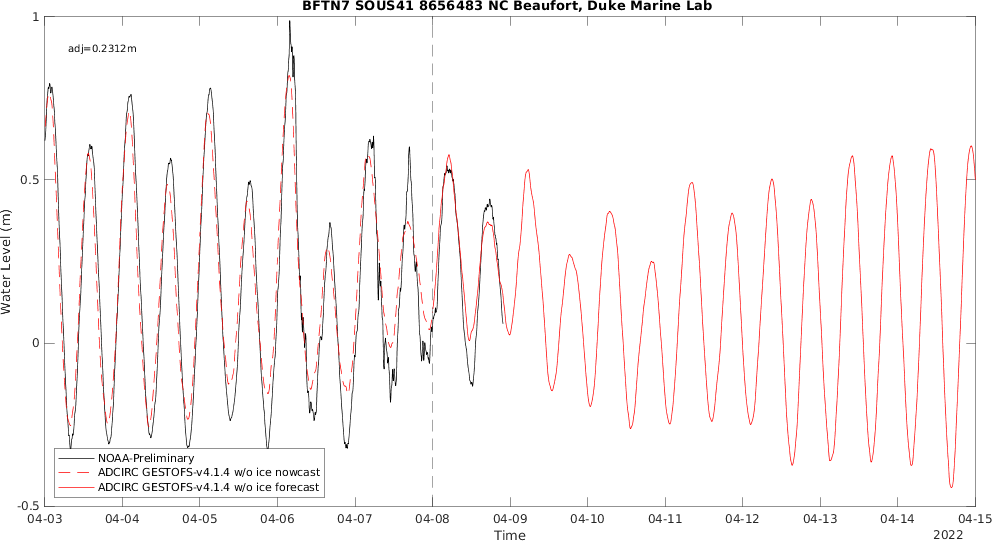 BFTN7 SOUS41 8656483 NC Beaufort, Duke Marine Lab
adj=0.2312m
Water Level (m)
1
0.5
0
-0.5
NOAA-Preliminary
ADCIRC GESTOFS-v4.1.4 w/o ice nowcast
ADCIRC GESTOFS-v4.1.4 w/o ice forecast
04-03 04-04 04-05 04-06 04-07 04-08 04-09 04-10 04-11 04-12 04-13 04-14 04-15
Time
2022